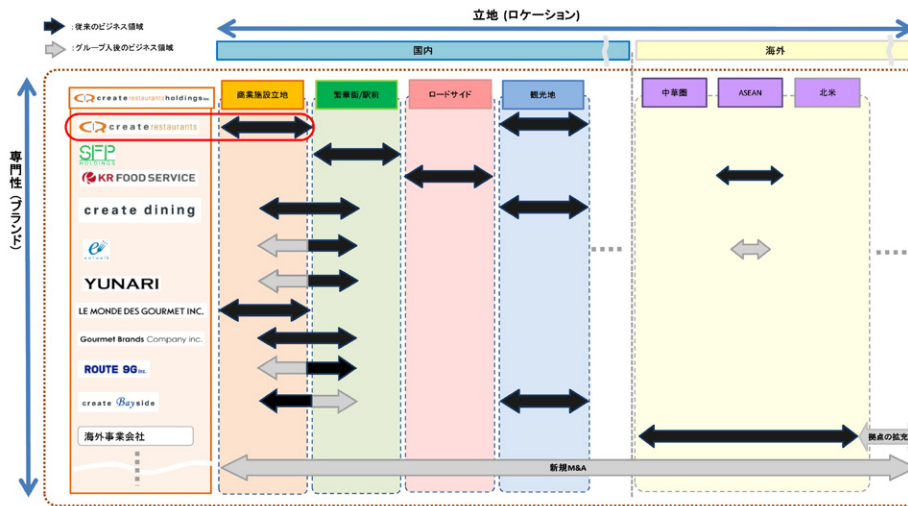 立地 (ロケーション)
:従来のビジネス領域
:グループ入後のビジネス領域
国内
海外
create restaurants holdings inc.
商業施設立地
繁華街/駅前
ロードサイド
観光地
中華圏
ASEAN
北米
専門性(ブランド)
create restaurants
SFP
HOLDINGS
KR FOOD SERVICE
create dining
YUNARI
LE MONDE DES GOURMET INC.
Gourmet Brands Company inc.
ROUTE 9G Inc.
create Bayside
海外事業会社
拠点の拡充
新規M&A